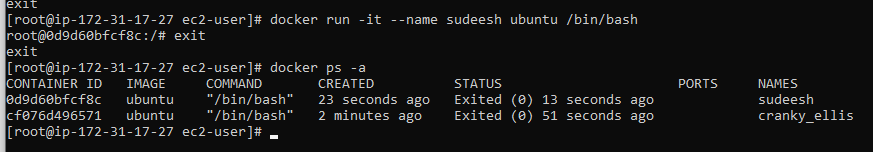 exit
[root@ip-172-31-17-27 ec2-user]# docker run -it --name sudeesh ubuntu /bin/bash
root@0d9d60bfcf8c:/# exit
exit
[root@ip-172-31-17-27 ec2-user]# docker ps -a
CONTAINER ID   IMAGE     COMMAND       CREATED          STATUS                      PORTS     NAMES
0d9d60bfcf8c   ubuntu    "/bin/bash"   23 seconds ago   Exited (0) 13 seconds ago             sudeesh
cf076d496571   ubuntu    "/bin/bash"   2 minutes ago    Exited (0) 51 seconds ago             cranky_ellis
[root@ip-172-31-17-27 ec2-user]#